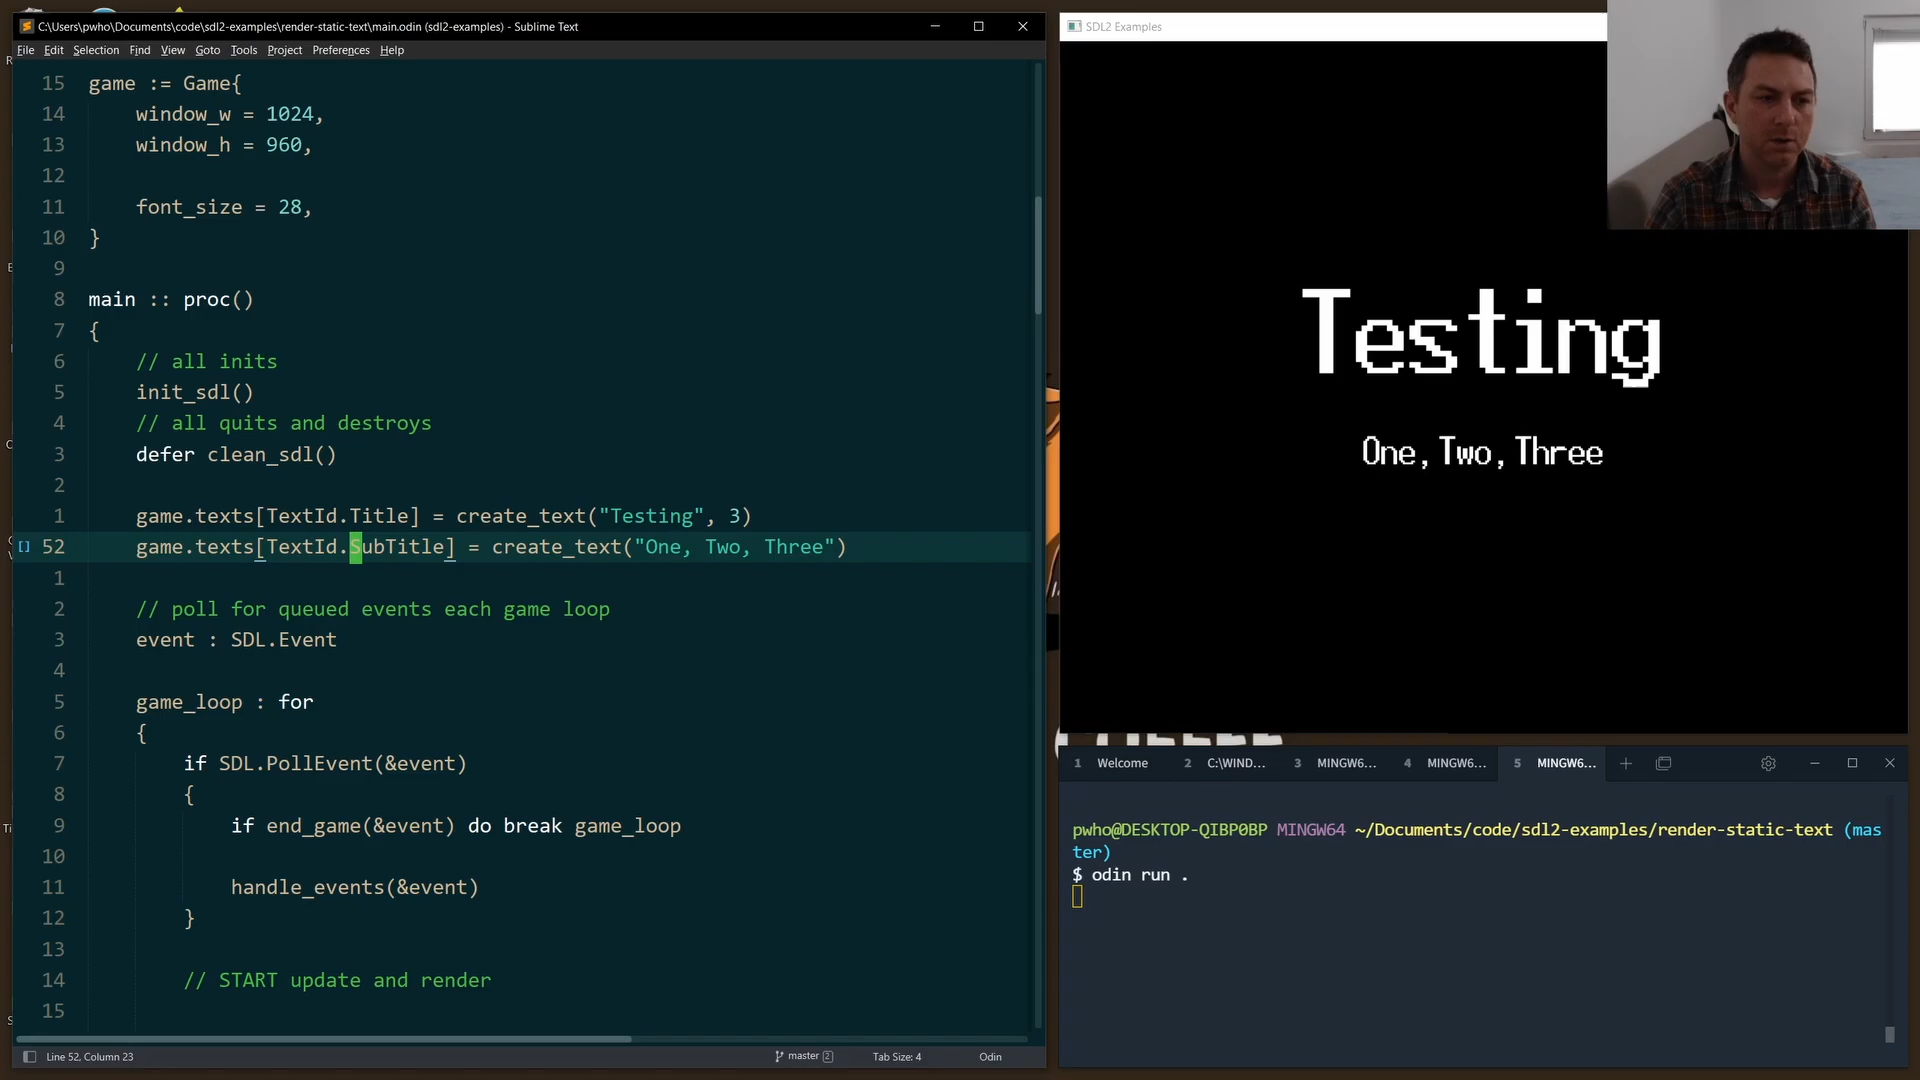 C:\Users\pwho\Documents\code\sdl2-examples\render-static-text\main.odin (sdl2-examples) - Sublime Text
File Edit Selection Find View Goto Tools Project Preferences Help
15 game := Game{
14 window_w = 1024,
13 window_h = 960,
12
11 font_size = 28,
10 }
9
8 main :: proc()
7 {
6 // all inits
5 init_sdl()
4 // all quits and destroys
3 defer clean_sdl()
2
1 game.texts[TextId.Title] = create_text("Testing", 3)
52 game.texts[TextId.SubTitle] = create_text("One, Two, Three")
1
2 // poll for queued events each game loop
3 event : SDL.Event
4
5 game_loop : for
6 {
7 if SDL.PollEvent(&event)
8 {
9 if end_game(&event) do break game_loop
10
11 handle_events(&event)
12 }
13
14 // START update and render
15
Line 52, Column 23 master 2 Tab Size: 4 Odin
SDL2 Examples
Testing
One, Two, Three
1 Welcome 2 C:\WIND... 3 MINGW6... 4 MINGW6... 5 MINGW6...
pwho@DESKTOP-QIBP0BP MINGW64 ~/Documents/code/sdl2-examples/render-static-text (mas
ter)
$ odin run .